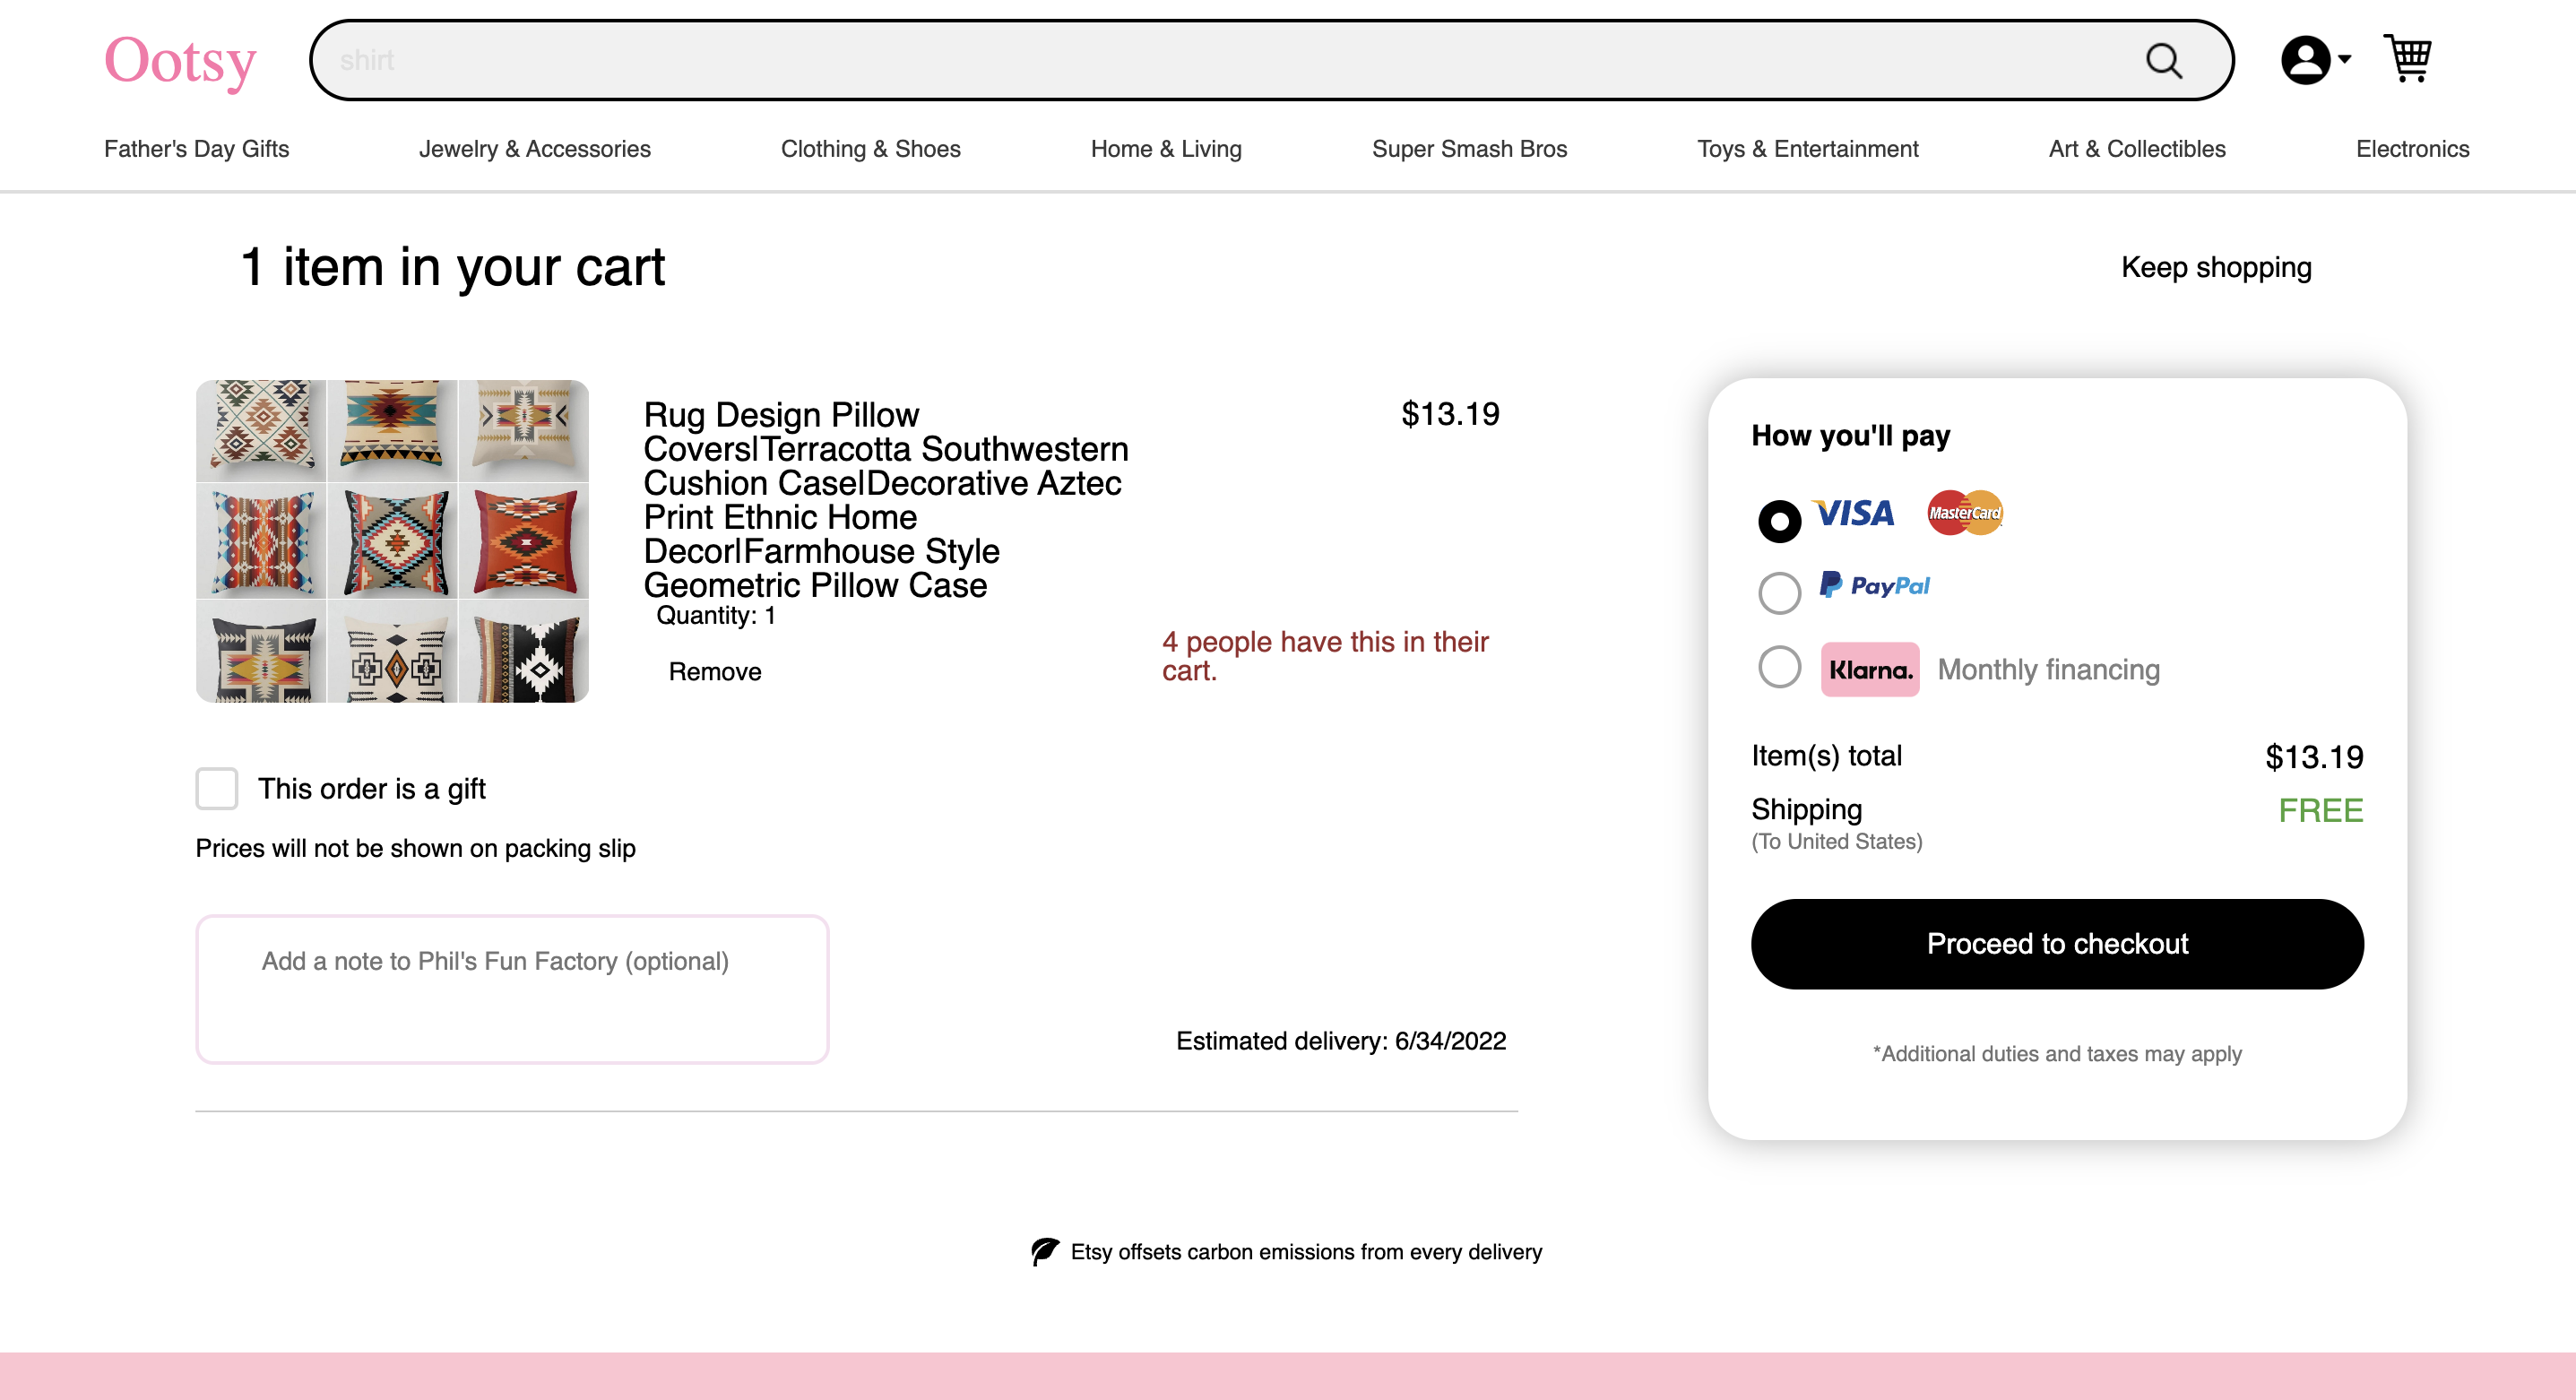 Ootsy
shirt
Father's Day Gifts
Jewelry & Accessories
Clothing & Shoes
Home & Living
Super Smash Bros
Toys & Entertainment
Art & Collectibles
Electronics
1 item in your cart
Keep shopping
Rug Design Pillow
Covers|Terracotta Southwestern
Cushion Case|Decorative Aztec
Print Ethnic Home
Decor|Farmhouse Style
Geometric Pillow Case
$13.19
Quantity: 1
Remove
4 people have this in their
cart.
This order is a gift
Prices will not be shown on packing slip
Add a note to Phil's Fun Factory (optional)
Estimated delivery: 6/34/2022
How you'll pay
VISA MasterCard
PayPal
Klarna. Monthly financing
Item(s) total $13.19
Shipping FREE
(To United States)
Proceed to checkout
*Additional duties and taxes may apply
Etsy offsets carbon emissions from every delivery